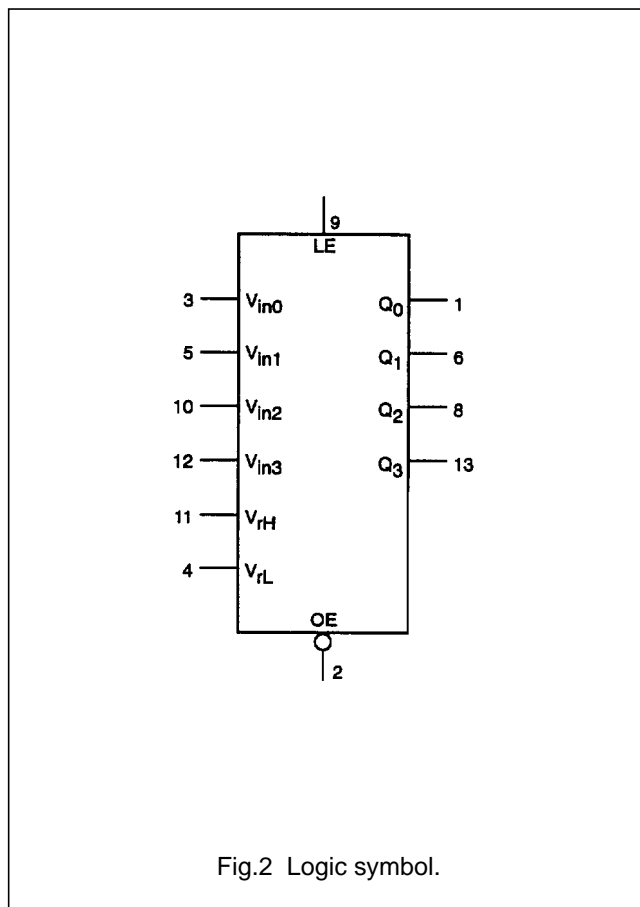 9
LE
3 Vin0 Q0 1
5 Vin1 Q1 6
10 Vin2 Q2 8
12 Vin3 Q3 13
11 VrH
4 VrL
OE
2
Fig.2 Logic symbol.